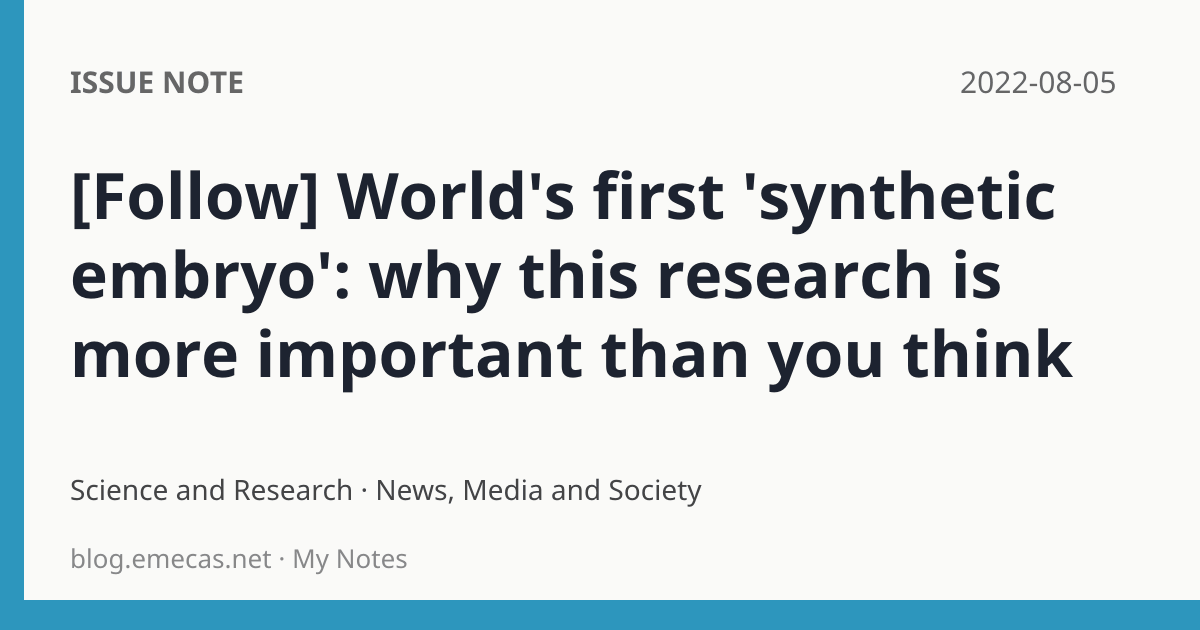 ISSUE NOTE
2022-08-05
[Follow] World's first 'synthetic
embryo': why this research is
more important than you think
Science and Research · News, Media and Society
blog.emecas.net · My Notes